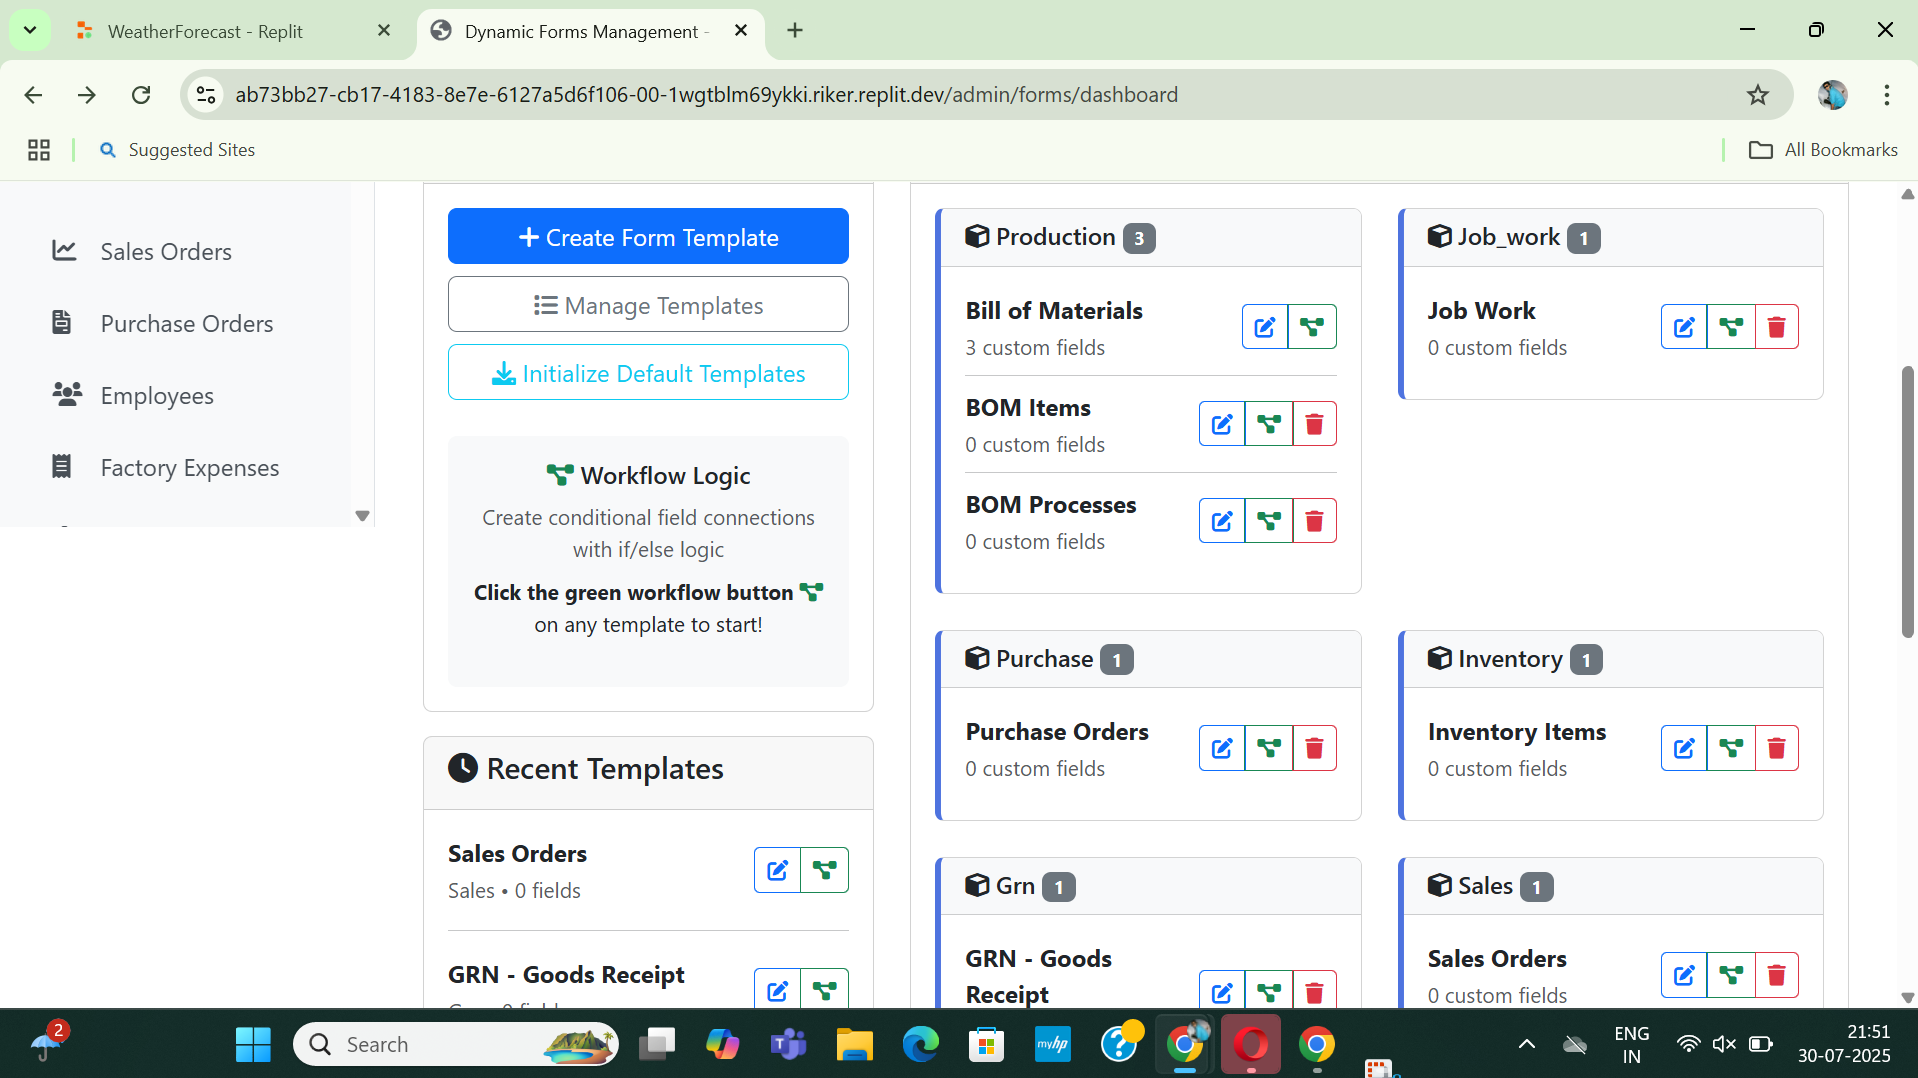 WeatherForecast - Replit
Dynamic Forms Management -
ab73bb27-cb17-4183-8e7e-6127a5d6f106-00-1wgtblm69ykki.riker.replit.dev/admin/forms/dashboard
Suggested Sites
All Bookmarks
Sales Orders
Purchase Orders
Employees
Factory Expenses
Create Form Template
Manage Templates
Initialize Default Templates
Workflow Logic
Create conditional field connections
with if/else logic
Click the green workflow button
on any template to start!
Recent Templates
Sales Orders
Sales • 0 fields
GRN - Goods Receipt
Production 3
Bill of Materials
3 custom fields
BOM Items
0 custom fields
BOM Processes
0 custom fields
Job_work 1
Job Work
0 custom fields
Purchase 1
Purchase Orders
0 custom fields
Inventory 1
Inventory Items
0 custom fields
Grn 1
GRN - Goods
Receipt
Sales 1
Sales Orders
0 custom fields
2
Search
myhp
ENG
IN
21:51
30-07-2025